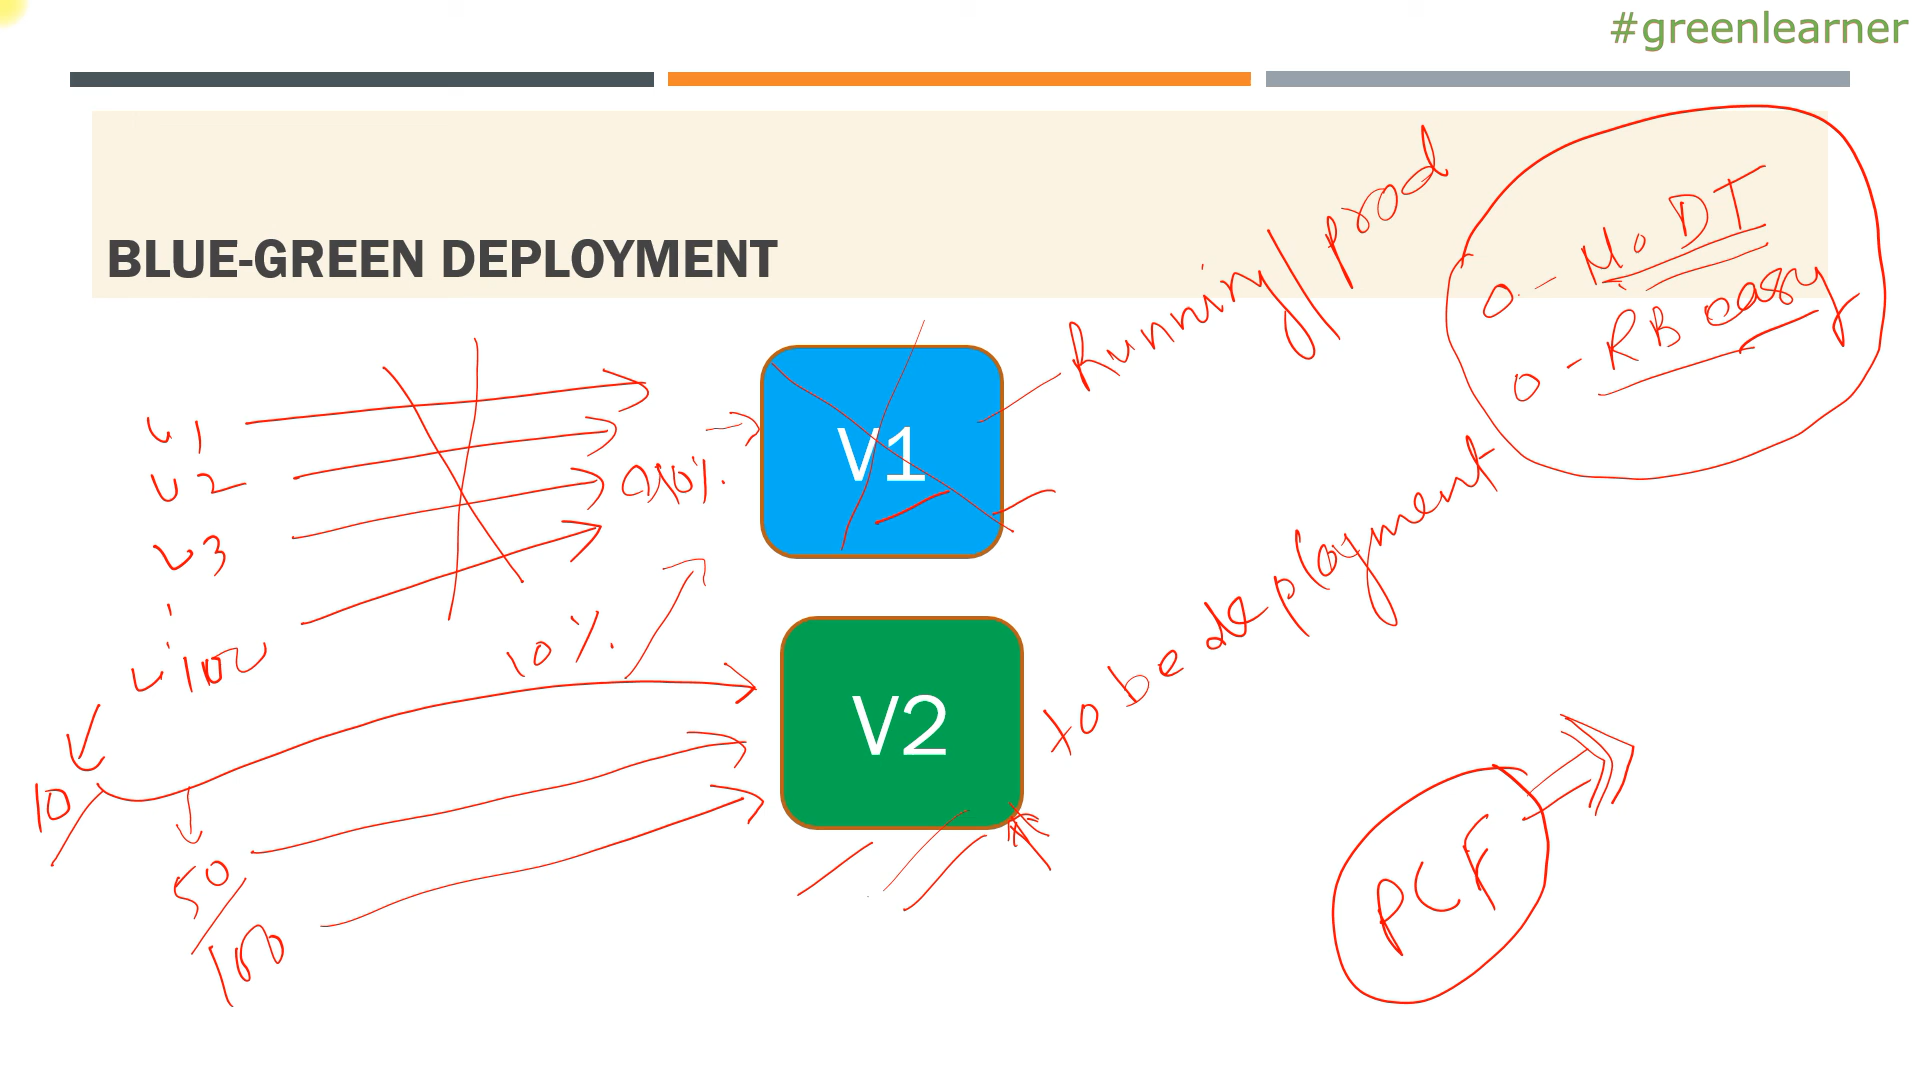 #greenlearner
BLUE-GREEN DEPLOYMENT
Running/prod
0 - No DT
0 - RB easy
u1
u2
u3
u100
V1
10%
V2
to be deployment
10
50
100
PCF